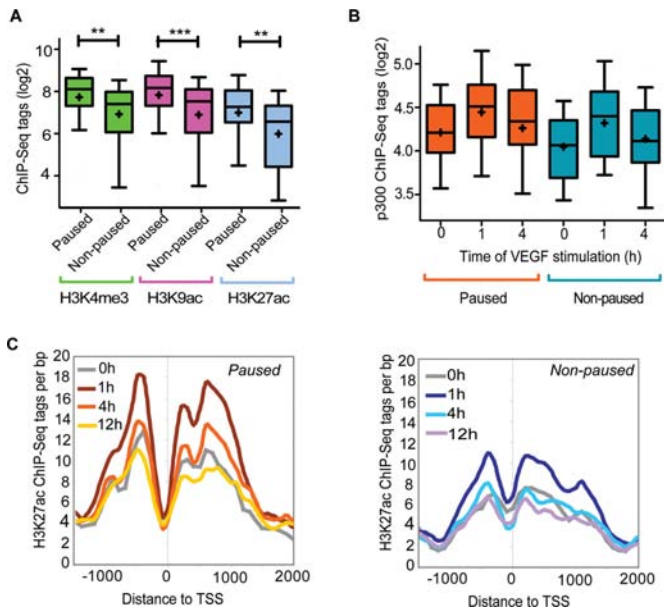 A
ChIP-Seq tags (log2)
10
8
6
4
**
***
**
Paused
Non-paused
Paused
Non-paused
Paused
Non-paused
H3K4me3
H3K9ac
H3K27ac
B
p300 ChIP-Seq tags (log2)
5.0
4.5
4.0
3.5
0
1
4
0
1
4
Time of VEGF stimulation (h)
Paused
Non-paused
C
H3K27ac ChIP-Seq tags per bp
20
18
16
14
12
10
8
6
4
2
0
0h
1h
4h
12h
Paused
-1000
0
1000
2000
Distance to TSS
H3K27ac ChIP-Seq tags per bp
20
18
16
14
12
10
8
6
4
2
0
0h
1h
4h
12h
Non-paused
-1000
0
1000
2000
Distance to TSS